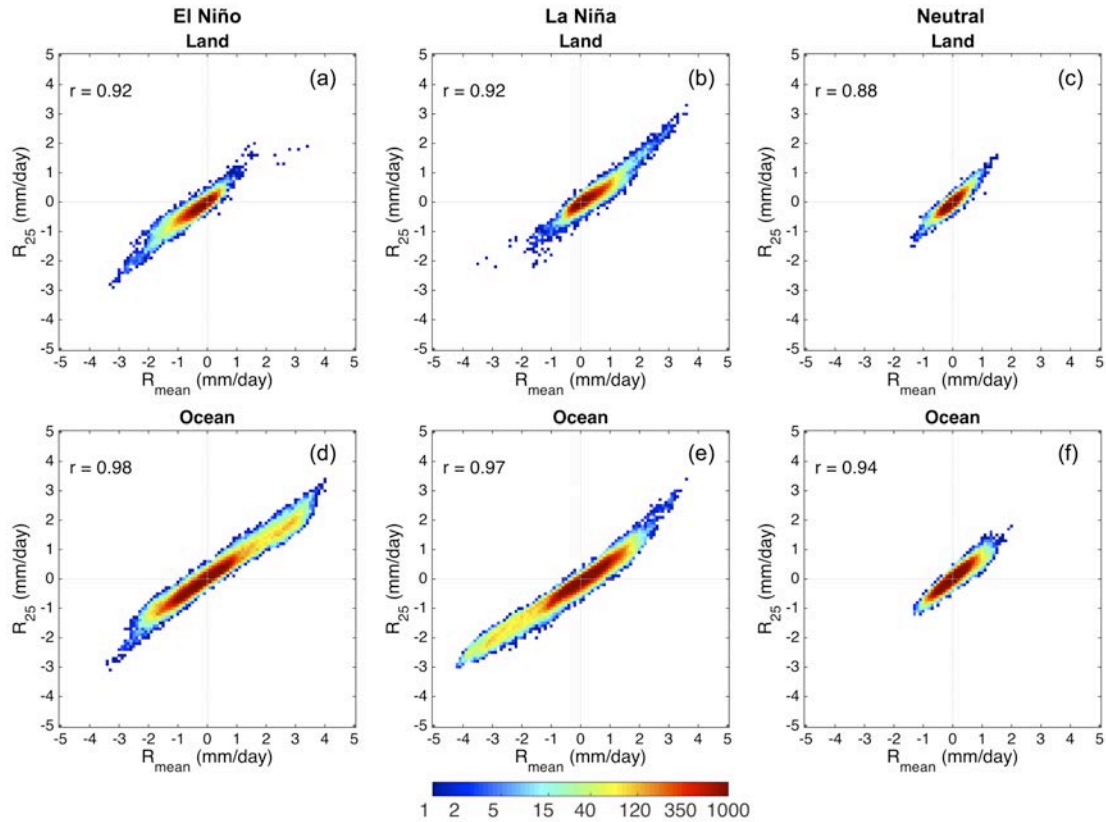 El Niño
La Niña
Neutral
Land
Land
Land
(a)
r = 0.92
5
4
3
2
1
0
-1
-2
-3
-4
-5
R25 (mm/day)
-5 -4 -3 -2 -1 0 1 2 3 4 5
Rmean (mm/day)
(b)
r = 0.92
5
4
3
2
1
0
-1
-2
-3
-4
-5
R25 (mm/day)
-5 -4 -3 -2 -1 0 1 2 3 4 5
Rmean (mm/day)
(c)
r = 0.88
5
4
3
2
1
0
-1
-2
-3
-4
-5
R25 (mm/day)
-5 -4 -3 -2 -1 0 1 2 3 4 5
Rmean (mm/day)
Ocean
Ocean
Ocean
(d)
r = 0.98
5
4
3
2
1
0
-1
-2
-3
-4
-5
R25 (mm/day)
-5 -4 -3 -2 -1 0 1 2 3 4 5
Rmean (mm/day)
(e)
r = 0.97
5
4
3
2
1
0
-1
-2
-3
-4
-5
R25 (mm/day)
-5 -4 -3 -2 -1 0 1 2 3 4 5
Rmean (mm/day)
(f)
r = 0.94
5
4
3
2
1
0
-1
-2
-3
-4
-5
R25 (mm/day)
-5 -4 -3 -2 -1 0 1 2 3 4 5
Rmean (mm/day)
1 2 5 15 40 120 350 1000